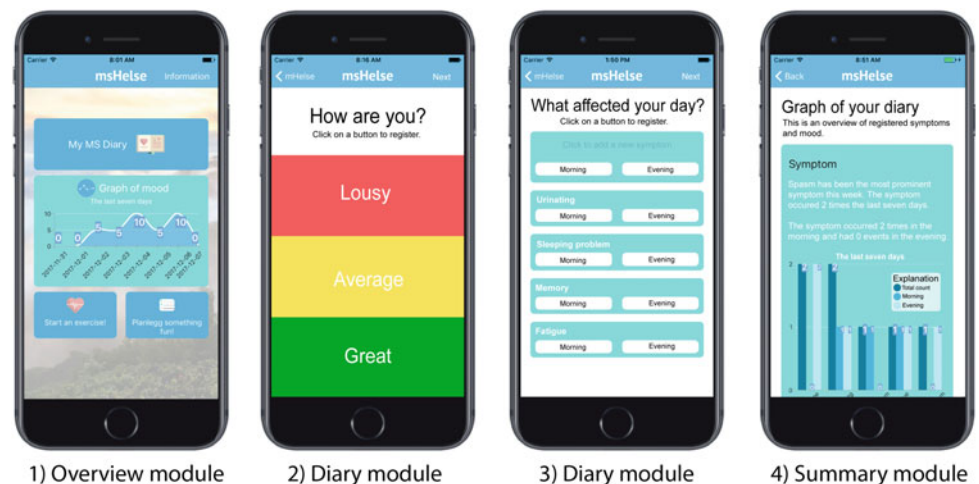 Carrier 8:01 AM
msHelse Information
My MS Diary
Graph of mood
The last seven days
10
5
0
0 0 5 5 10 5 10 0
2017-11-31 2017-12-01 2017-12-02 2017-12-03 2017-12-04 2017-12-05 2017-12-06 2017-12-07
Start an exercise!
Planlegg something
fun!
1) Overview module
Carrier 8:16 AM
mHelse msHelse Next
How are you?
Click on a button to register.
Lousy
Average
Great
2) Diary module
Carrier 1:50 PM
mHelse msHelse Next
What affected your day?
Click on a button to register.
Click to add a new symptom
Morning Evening
Urinating
Morning Evening
Sleeping problem
Morning Evening
Memory
Morning Evening
Fatigue
Morning Evening
3) Diary module
Carrier 8:51 AM
Back msHelse
Graph of your diary
This is an overview of registered symptoms
and mood.
Symptom
Spasm has been the most prominent
symptom this week. The symptom
occured 2 times the last seven days.
The symptom occurred 2 times in the
morning and had 0 events in the evening
The last seven days
Explanation
Total count
Morning
Evening
2
1
0
4) Summary module